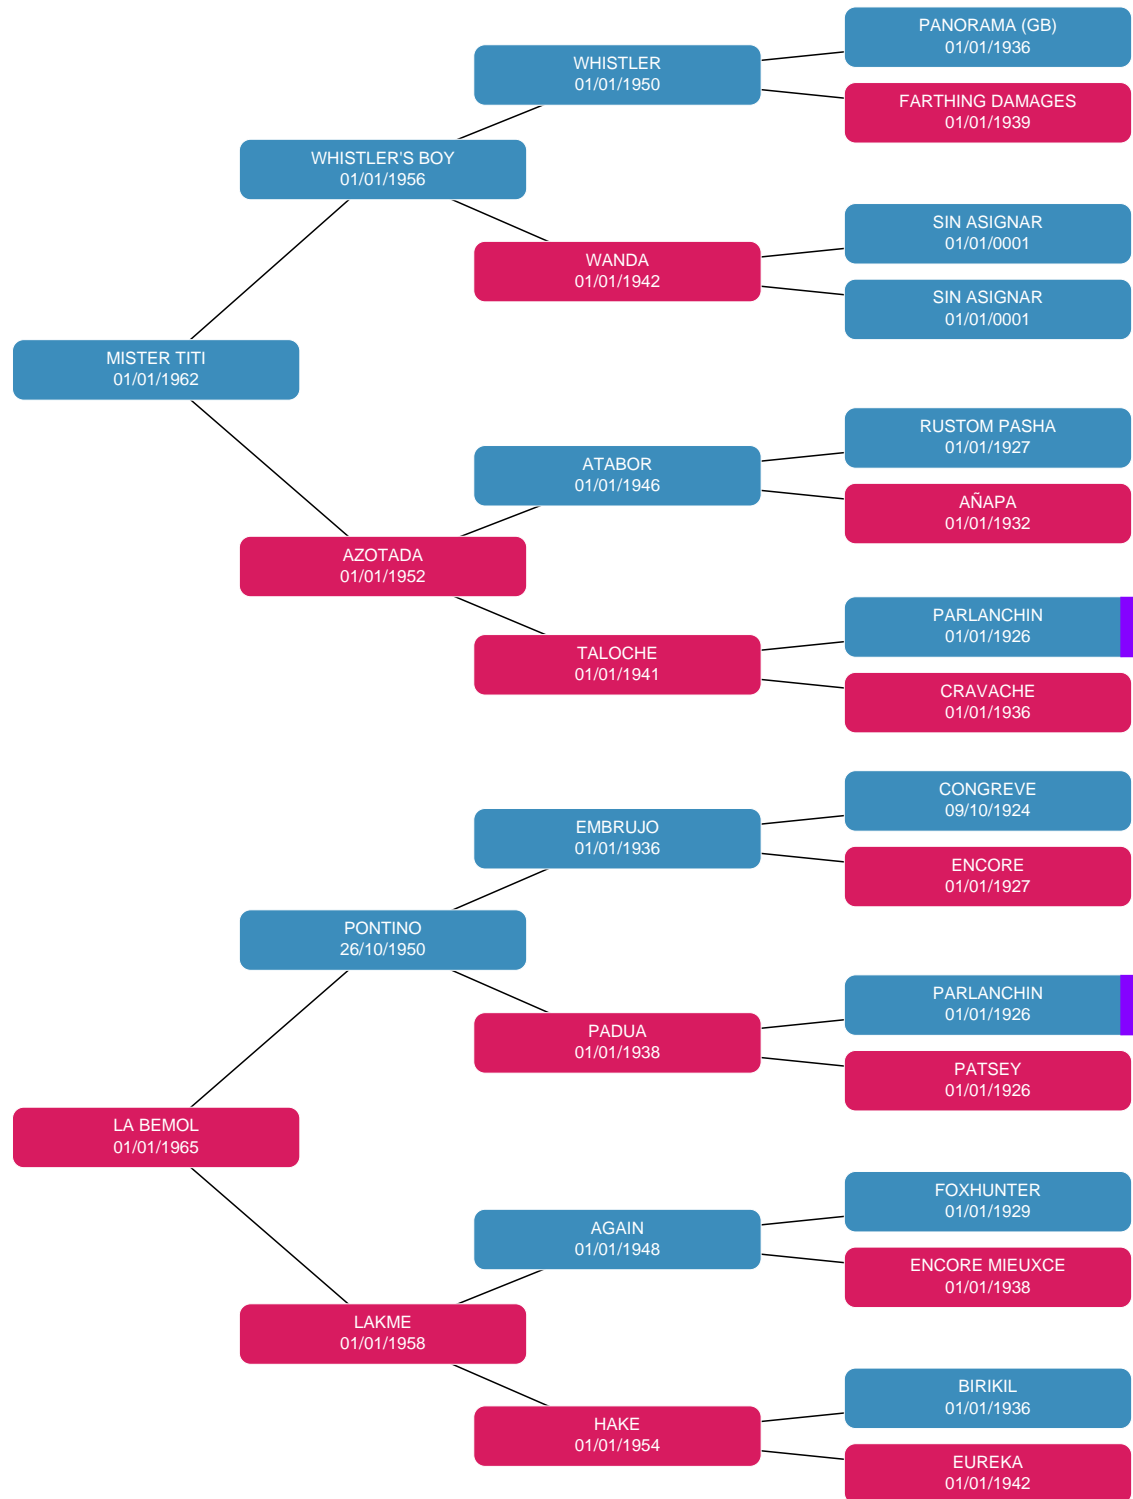 PANORAMA (GB)
01/01/1936
WHISTLER
01/01/1950
FARTHING DAMAGES
01/01/1939
WHISTLER'S BOY
01/01/1956
SIN ASIGNAR
01/01/0001
WANDA
01/01/1942
SIN ASIGNAR
01/01/0001
MISTER TITI
01/01/1962
RUSTOM PASHA
01/01/1927
ATABOR
01/01/1946
AÑAPA
01/01/1932
AZOTADA
01/01/1952
PARLANCHIN
01/01/1926
TALOCHE
01/01/1941
CRAVACHE
01/01/1936
CONGREVE
09/10/1924
EMBRUJO
01/01/1936
ENCORE
01/01/1927
PONTINO
26/10/1950
PARLANCHIN
01/01/1926
PADUA
01/01/1938
PATSEY
01/01/1926
LA BEMOL
01/01/1965
FOXHUNTER
01/01/1929
AGAIN
01/01/1948
ENCORE MIEUXCE
01/01/1938
LAKME
01/01/1958
BIRIKIL
01/01/1936
HAKE
01/01/1954
EUREKA
01/01/1942